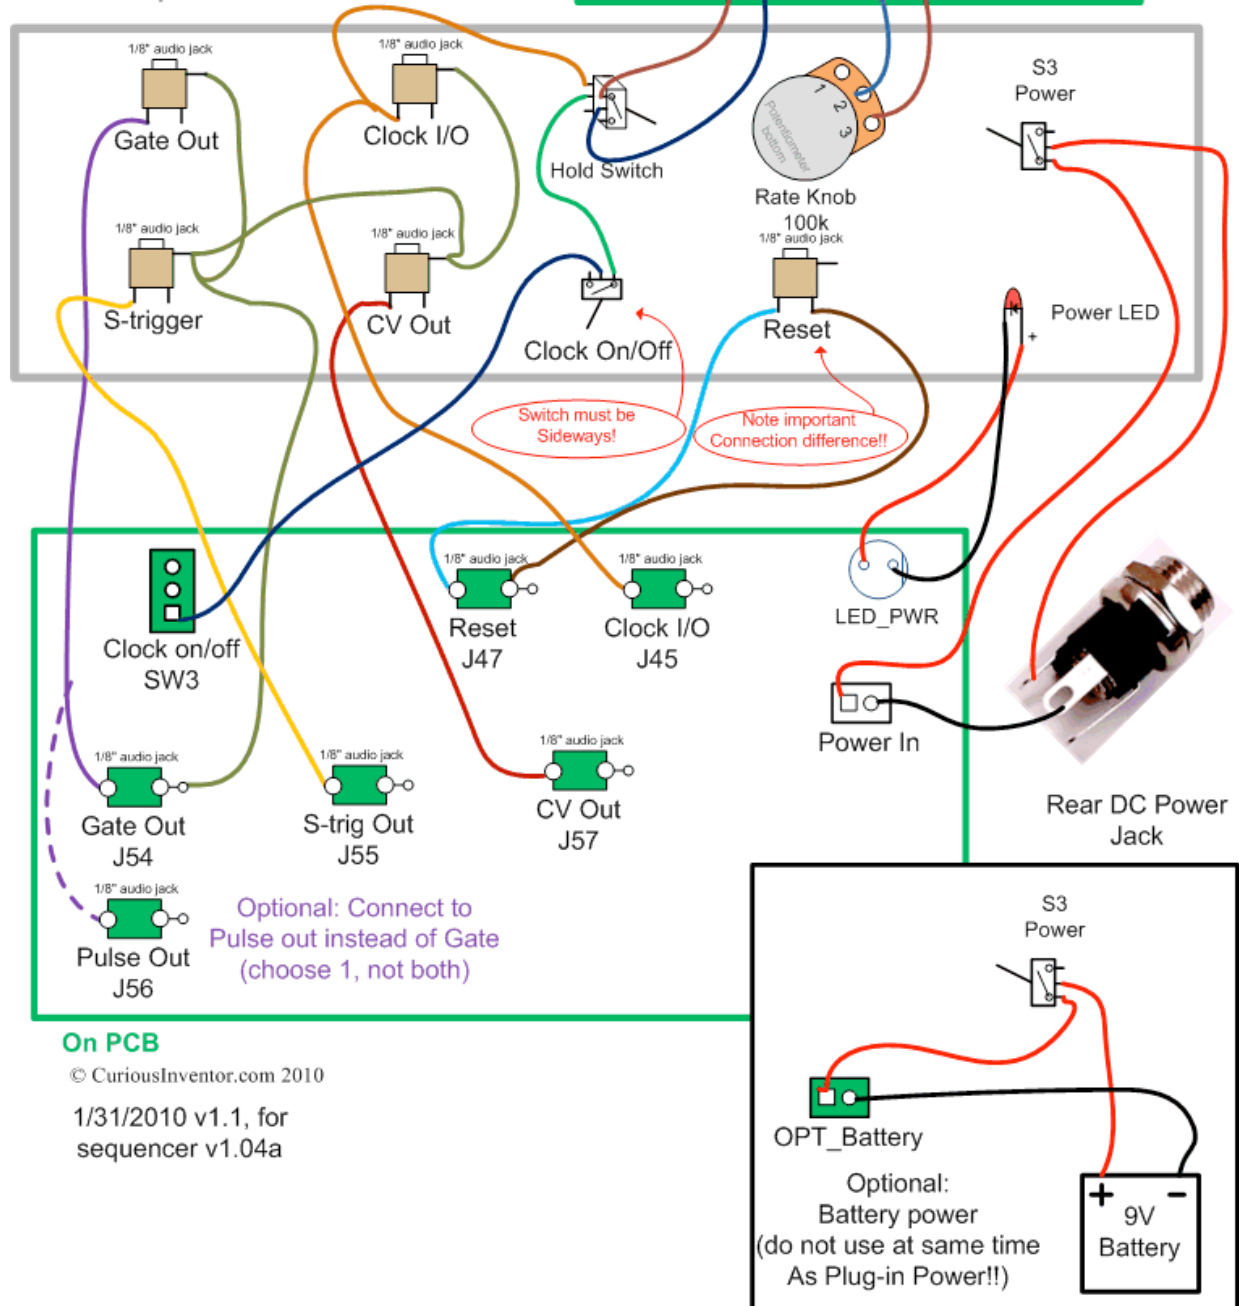 1/8" audio jack
Gate Out
1/8" audio jack
Clock I/O
Hold Switch
1
2
3
Potentiometer
bottom
Rate Knob
100k
S3
Power
1/8" audio jack
S-trigger
1/8" audio jack
CV Out
Clock On/Off
1/8" audio jack
Reset
Power LED
+
Switch must be
Sideways!
Note important
Connection difference!!
Clock on/off
SW3
1/8" audio jack
Reset
J47
1/8" audio jack
Clock I/O
J45
LED_PWR
Power In
1/8" audio jack
Gate Out
J54
1/8" audio jack
S-trig Out
J55
1/8" audio jack
CV Out
J57
Rear DC Power
Jack
1/8" audio jack
Pulse Out
J56
Optional: Connect to
Pulse out instead of Gate
(choose 1, not both)
On PCB
© CuriousInventor.com 2010
1/31/2010 v1.1, for
sequencer v1.04a
S3
Power
OPT_Battery
Optional:
Battery power
(do not use at same time
As Plug-in Power!!)
+ −
9V
Battery